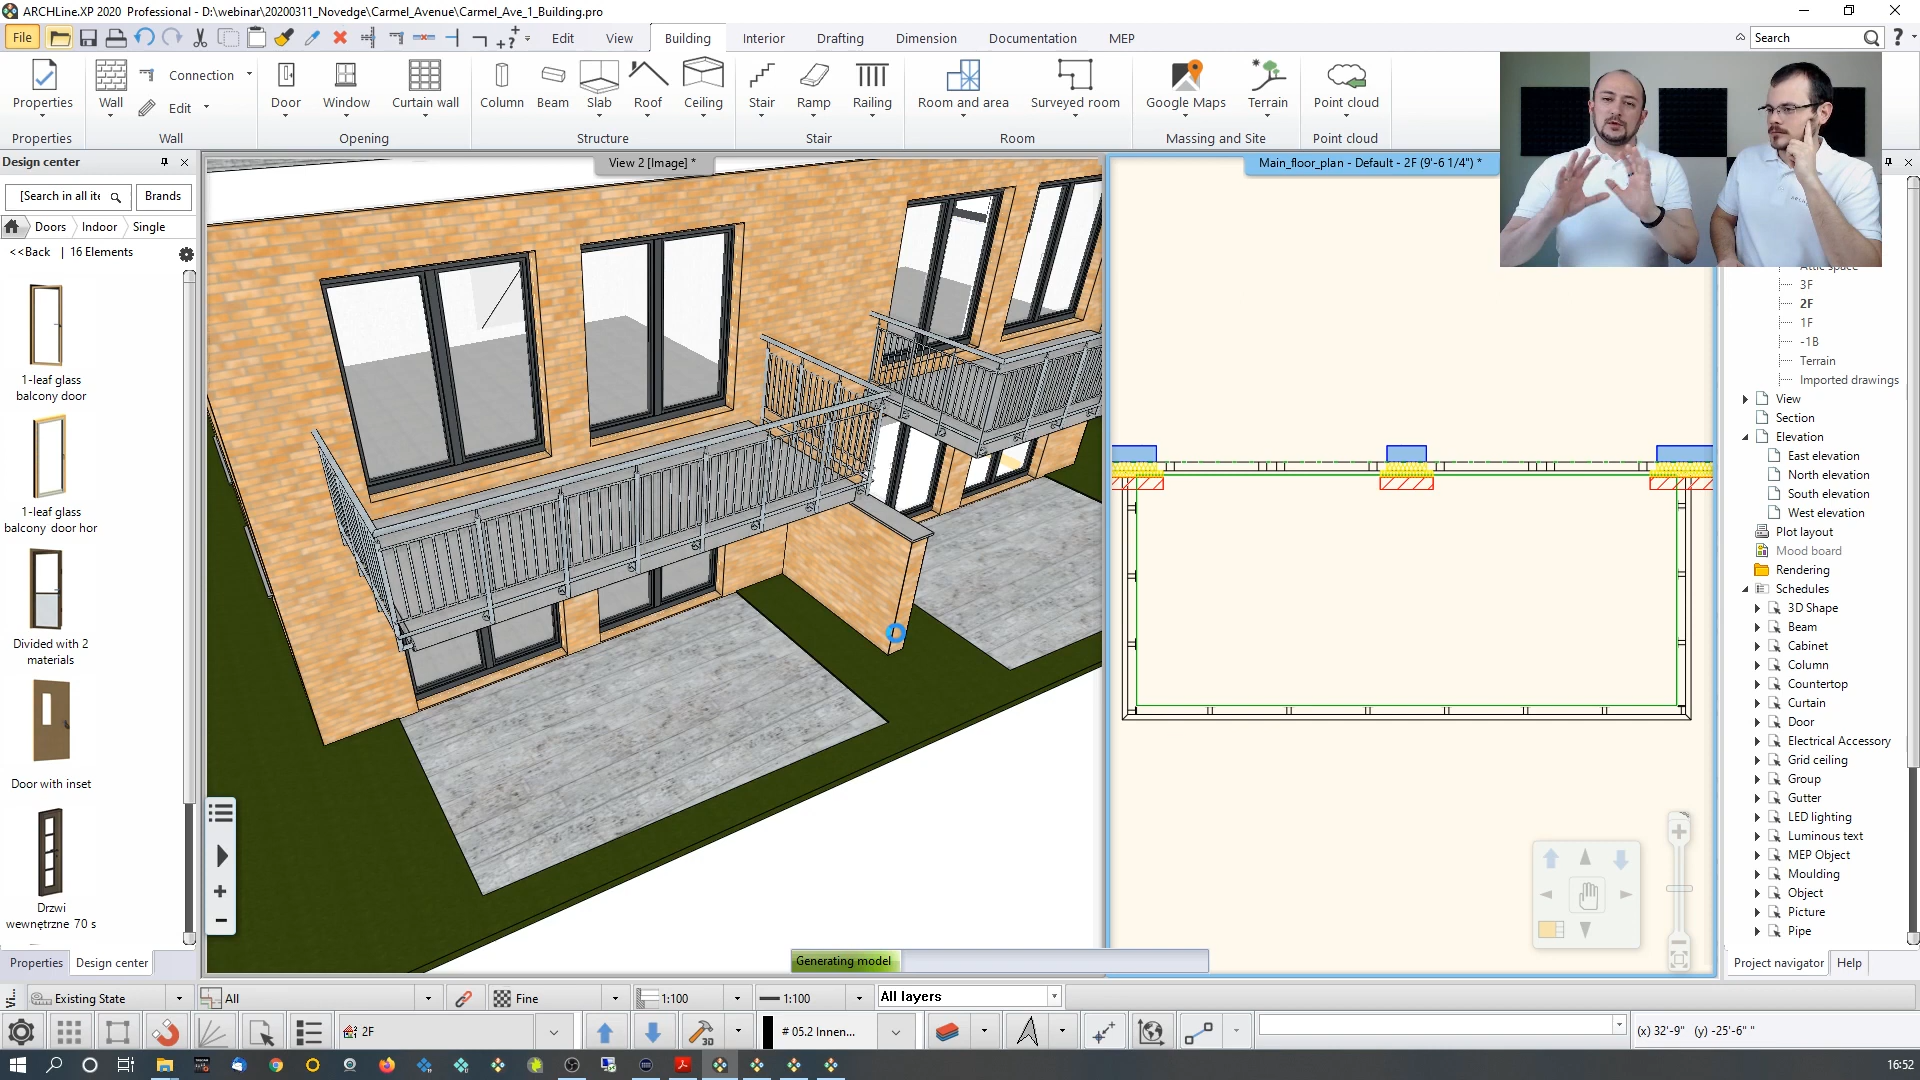 ARCHLine.XP 2020 Professional - D:\webinar\20200311_Novedge\Carmel_Avenue\Carmel_Ave_1_Building.pro
File
Edit View Building Interior Drafting Dimension Documentation MEP
Search
Properties Wall Connection Edit Door Window Curtain wall Column Beam Slab Roof Ceiling Stair Ramp Railing Room and area Surveyed room Google Maps Terrain Point cloud
Properties Wall Opening Structure Stair Room Massing and Site Point cloud
Design center
View 2 [Image] *
Main_floor_plan - Default - 2F (9'-6 1/4") *
Brands
Doors Indoor Single
<<Back | 16 Elements
1-leaf glass
balcony door
1-leaf glass
balcony door hor
Divided with 2
materials
Door with inset
Drzwi
wewnętrzne 70 s
3F
2F
1F
-1B
Terrain
Imported drawings
View
Section
Elevation
East elevation
North elevation
South elevation
West elevation
Plot layout
Mood board
Rendering
Schedules
3D Shape
Beam
Cabinet
Column
Countertop
Curtain
Door
Electrical Accessory
Grid ceiling
Group
Gutter
LED lighting
Luminous text
MEP Object
Moulding
Object
Picture
Pipe
Generating model
Properties Design center
Project navigator Help
Existing State All Fine 1:100 1:100 All layers
2F 3D # 05.2 Innen... (x) 32'-9" (y) -25'-6" "
16:52